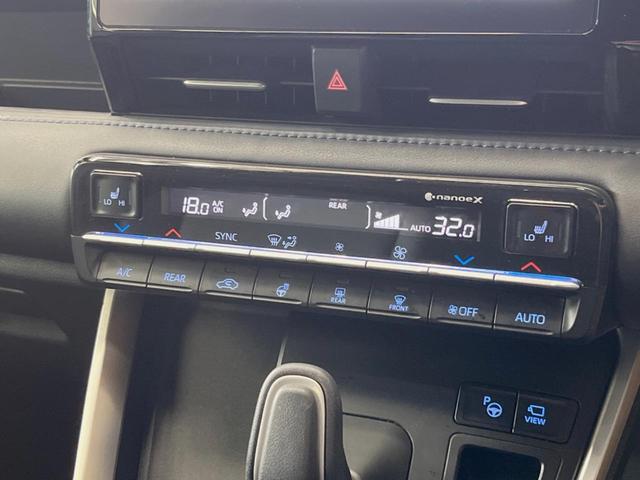 nanoeX
18.0 A/C ON REAR AUTO 32.0
LO HI
LO HI
SYNC
A/C REAR REAR FRONT OFF AUTO
P VIEW